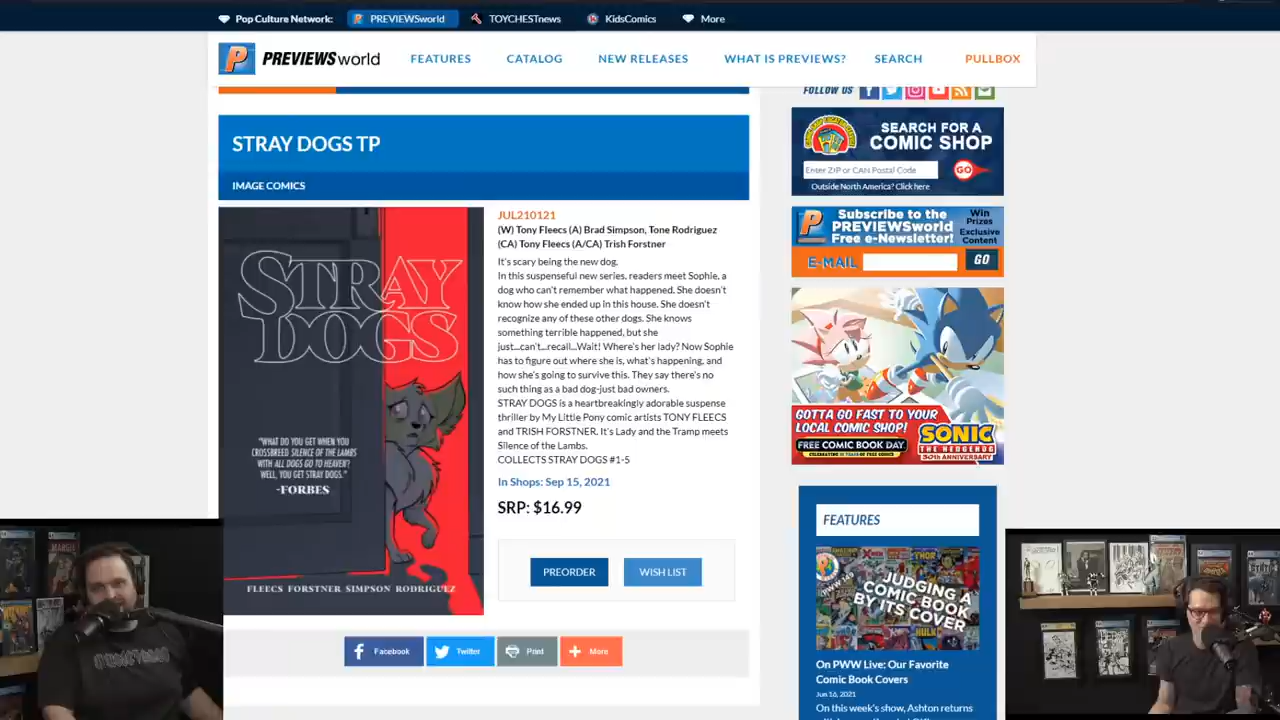 Pop Culture Network:
PREVIEWSworld
TOYCHESTnews
KidsComics
More
PREVIEWSworld
FEATURES
CATALOG
NEW RELEASES
WHAT IS PREVIEWS?
SEARCH
PULLBOX
FOLLOW US
STRAY DOGS TP
IMAGE COMICS
STRAY
DOGS
"WHAT DO YOU GET WHEN YOU
CROSSBREED SILENCE OF THE LAMBS
WITH ALL DOGS GO TO HEAVEN?
WELL, YOU GET STRAY DOGS."
-FORBES
FLEECS FORSTNER SIMPSON RODRIGUEZ
JUL210121
(W) Tony Fleecs (A) Brad Simpson, Tone Rodriguez
(CA) Tony Fleecs (A/CA) Trish Forstner
It's scary being the new dog.
In this suspenseful new series, readers meet Sophie, a
dog who can't remember what happened. She doesn't
know how she ended up in this house. She doesn't
recognize any of these other dogs. She knows
something terrible happened, but she
just...can't...recall...Wait! Where's her lady? Now Sophie
has to figure out where she is, what's happening, and
how she's going to survive this. They say there's no
such thing as a bad dog-just bad owners.
STRAY DOGS is a heartbreakingly adorable suspense
thriller by My Little Pony comic artists TONY FLEECS
and TRISH FORSTNER. It's Lady and the Tramp meets
Silence of the Lambs.
COLLECTS STRAY DOGS #1-5
In Shops: Sep 15, 2021
SRP: $16.99
PREORDER
WISH LIST
Facebook
Twitter
Print
More
SEARCH FOR A
COMIC SHOP
Enter ZIP or CAN Postal Code
GO
Outside North America? Click here
Subscribe to the
PREVIEWSworld
Free e-Newsletter!
Win
Prizes
Exclusive
Content
E-MAIL
GO
GOTTA GO FAST TO YOUR
LOCAL COMIC SHOP!
FREE COMIC BOOK DAY
SONIC
THE HEDGEHOG
30th ANNIVERSARY
FEATURES
JUDGING A
COMIC BOOK
BY ITS COVER
On PWW Live: Our Favorite
Comic Book Covers
Jun 16, 2021
On this week's show, Ashton returns